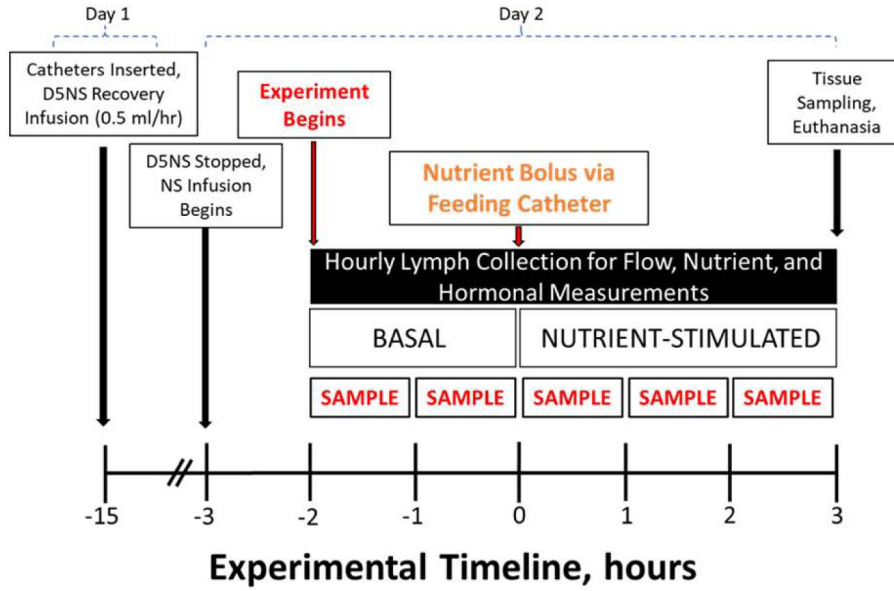 Day 1
Day 2
Catheters Inserted,
D5NS Recovery
Infusion (0.5 ml/hr)
D5NS Stopped,
NS Infusion
Begins
Experiment
Begins
Nutrient Bolus via
Feeding Catheter
Tissue
Sampling,
Euthanasia
Hourly Lymph Collection for Flow, Nutrient, and
Hormonal Measurements
BASAL
NUTRIENT-STIMULATED
SAMPLE SAMPLE SAMPLE SAMPLE SAMPLE
-15 -3 -2 -1 0 1 2 3
Experimental Timeline, hours